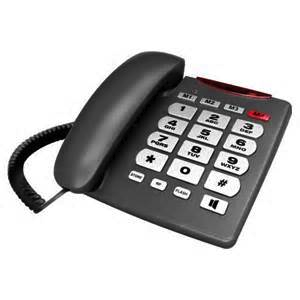 M1 M2 M3
1 2 ABC 3 DEF
4 GHI 5 JKL 6 MNO
7 PQRS 8 TUV 9 WXYZ
* 0 #
STORE FLASH